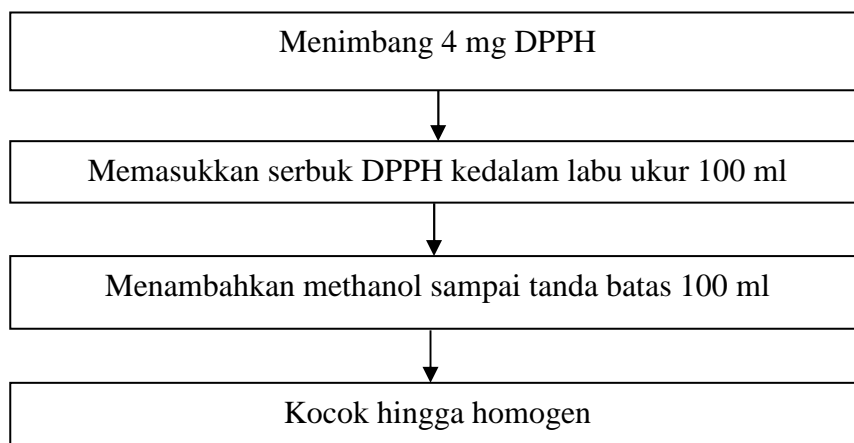 Menimbang 4 mg DPPH
Memasukkan serbuk DPPH kedalam labu ukur 100 ml
Menambahkan methanol sampai tanda batas 100 ml
Kocok hingga homogen